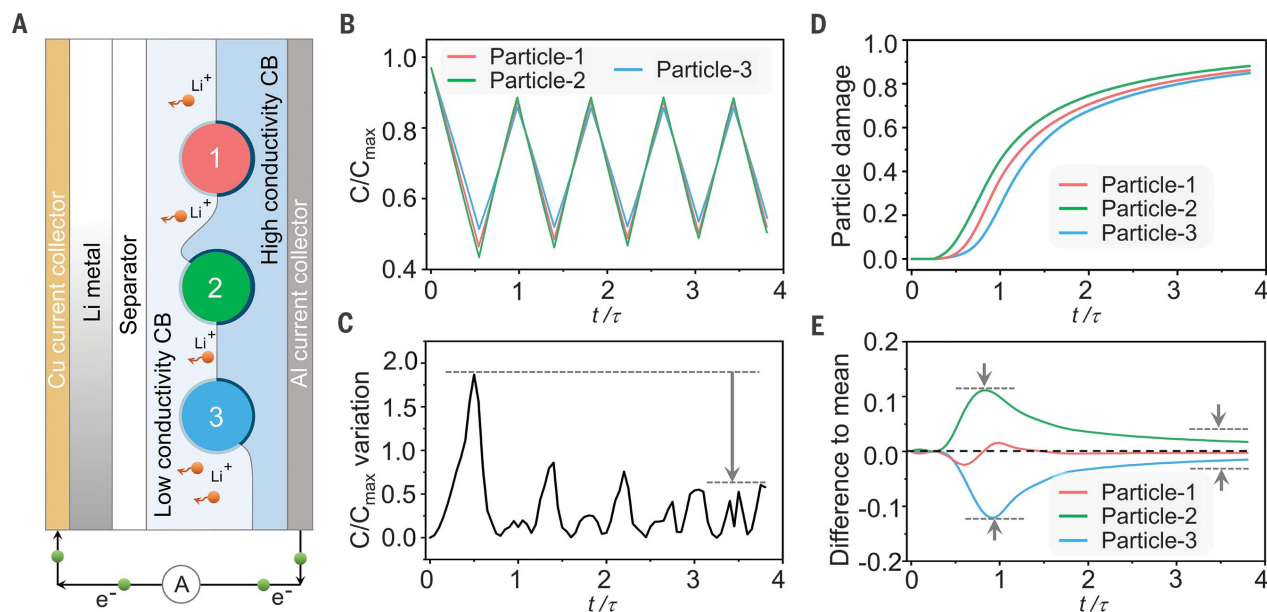 A
Cu current collector
Li metal
Separator
Low conductivity CB
High conductivity CB
Al current collector
Li+
1
Li+
2
Li+
3
Li+
e-
A
e-
B
C/Cmax
1.0
0.8
0.6
0.4
Particle-1
Particle-2
Particle-3
0 1 2 3 4
t/τ
C
C/Cmax variation
2.0
1.5
1.0
0.5
0.0
0 1 2 3 4
t/τ
D
Particle damage
1.0
0.8
0.6
0.4
0.2
0.0
Particle-1
Particle-2
Particle-3
0 1 2 3 4
t/τ
E
Difference to mean
0.2
0.1
0.0
-0.1
-0.2
Particle-1
Particle-2
Particle-3
0 1 2 3 4
t/τ